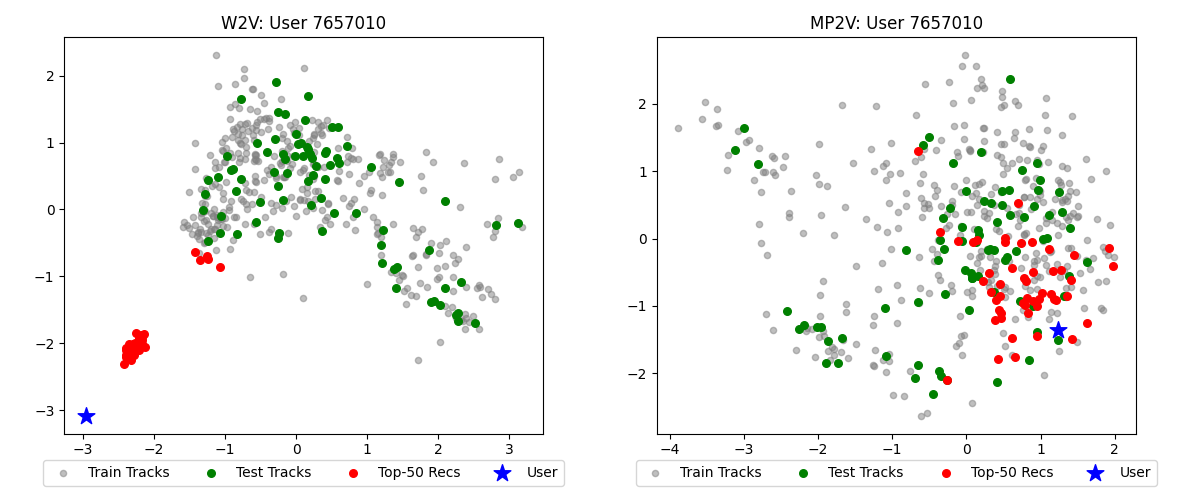 W2V: User 7657010
2
1
0
−1
−2
−3
−3 −2 −1 0 1 2 3
Train Tracks Test Tracks Top-50 Recs User
MP2V: User 7657010
2
1
0
−1
−2
−4 −3 −2 −1 0 1 2
Train Tracks Test Tracks Top-50 Recs User